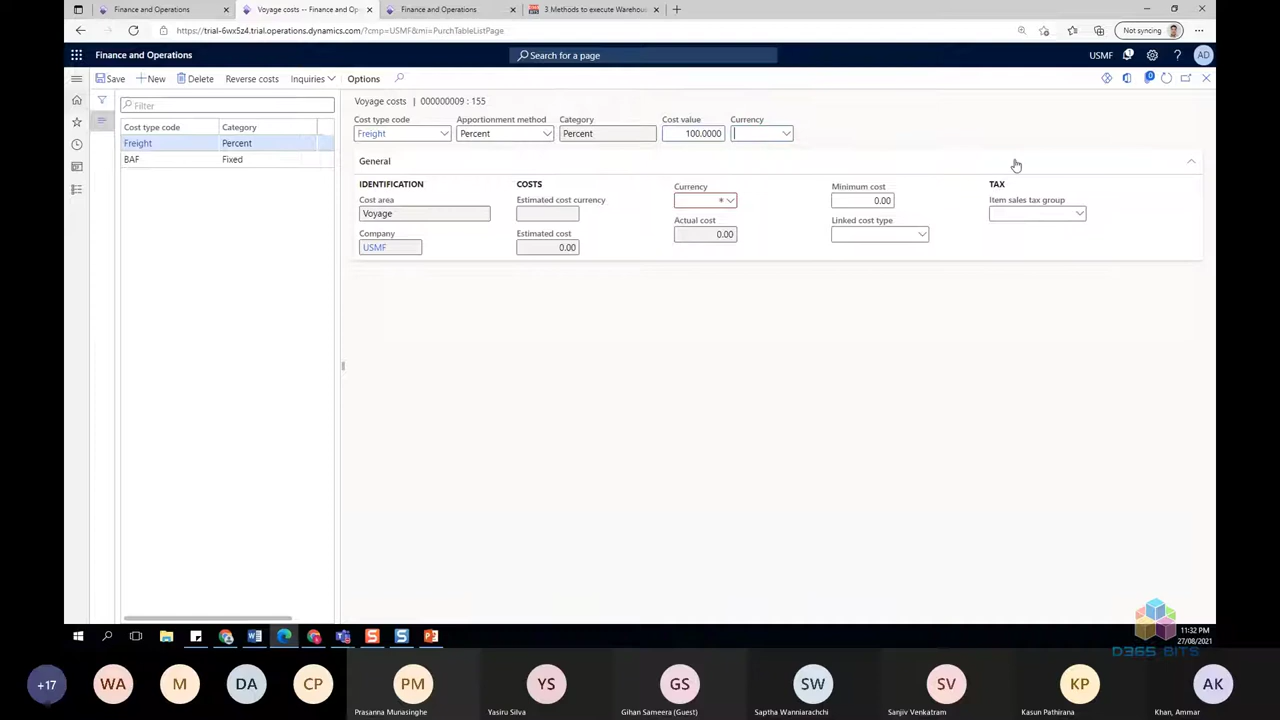 Finance and Operations
Voyage costs -- Finance and Op
Finance and Operations
3 Methods to execute Warehous
https://trial-6wx5z4.trial.operations.dynamics.com/?cmp=USMF&mi=PurchTableListPage
Not syncing
Finance and Operations
Search for a page
USMF
AD
Save
New
Delete
Reverse costs
Inquiries
Options
0
Filter
Cost type code
Category
Freight
Percent
BAF
Fixed
Voyage costs | 000000009 : 155
Cost type code
Apportionment method
Category
Cost value
Currency
Freight
Percent
Percent
100.0000
General
IDENTIFICATION
Cost area
Voyage
Company
USMF
COSTS
Estimated cost currency
Estimated cost
0.00
Currency
*
Actual cost
0.00
Minimum cost
0.00
Linked cost type
TAX
Item sales tax group
11:32 PM
27/08/2021
D365 BITS
+17
WA
M
DA
CP
PM
Prasanna Munasinghe
YS
Yasiru Silva
GS
Gihan Sameera (Guest)
SW
Saptha Wanniarachchi
SV
Sanjiv Venkatram
KP
Kasun Pathirana
AK
Khan, Ammar